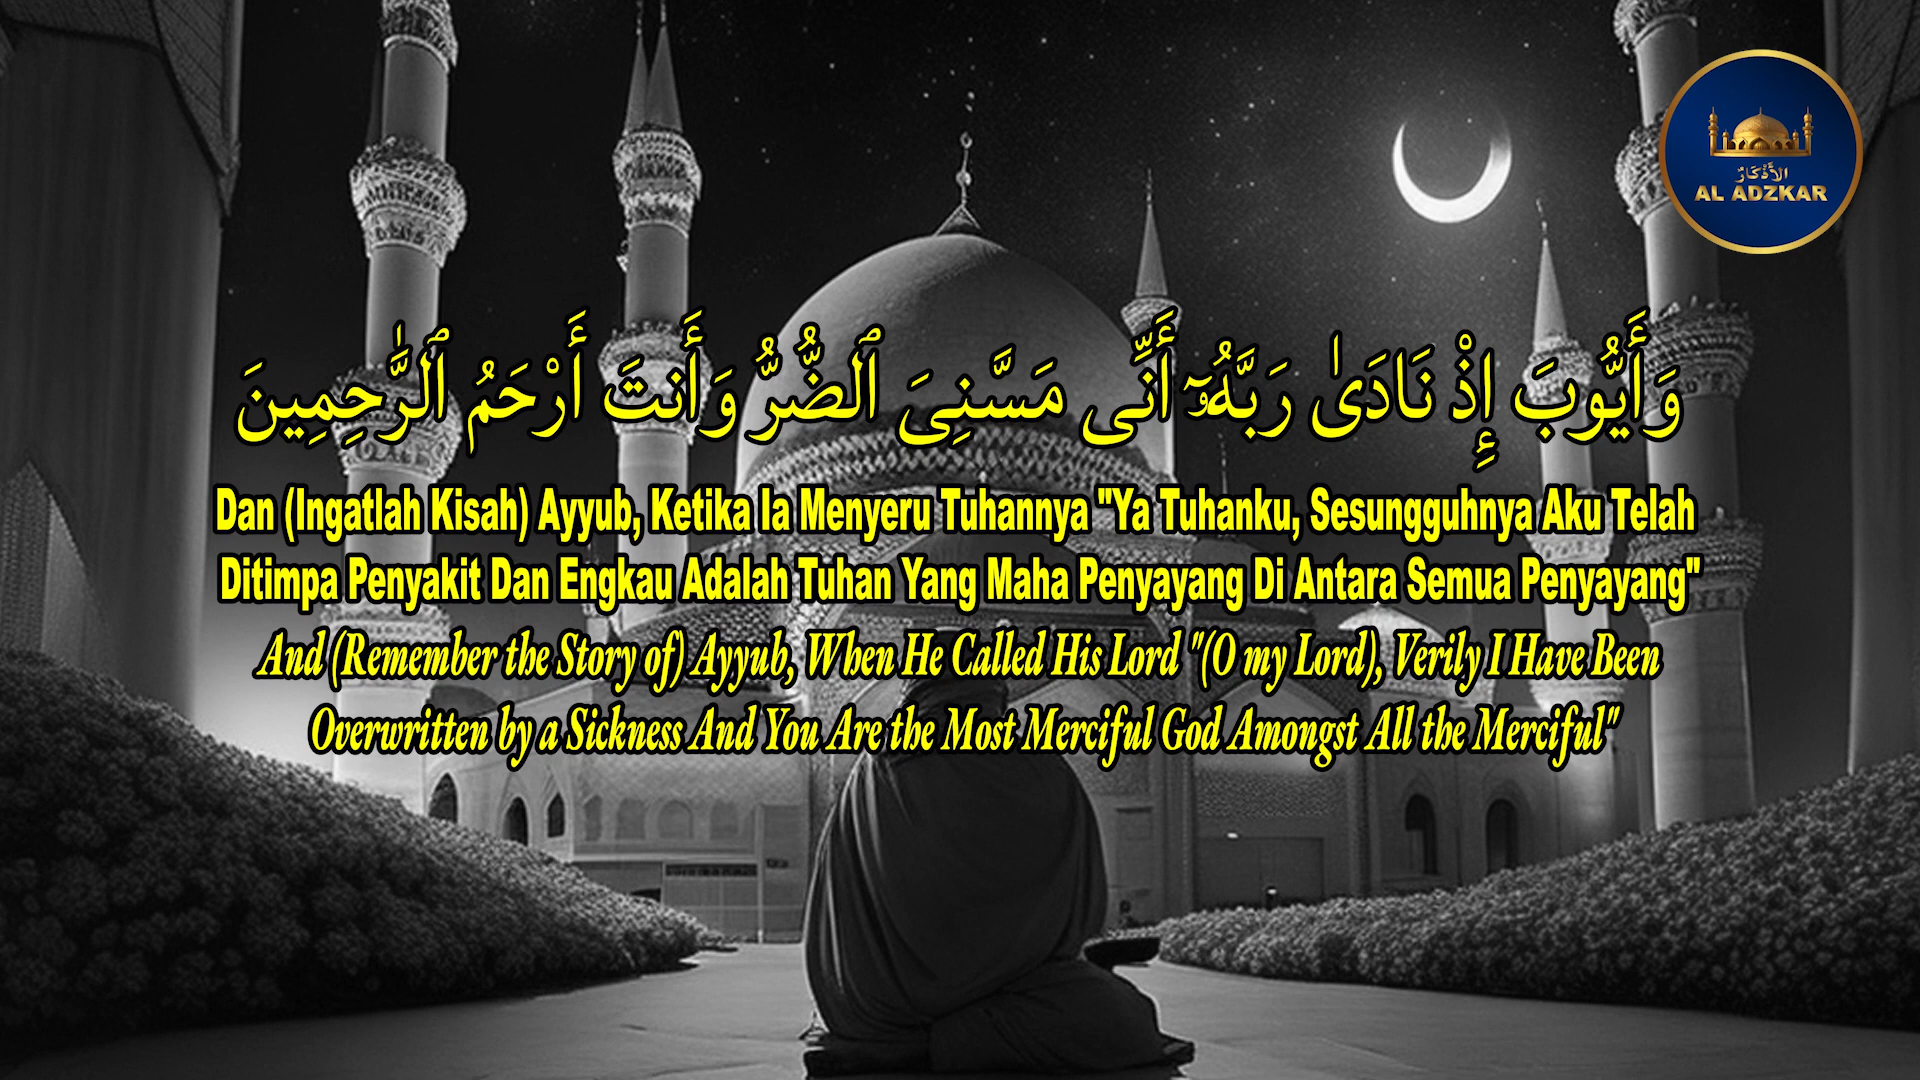 الأذكار
AL ADZKAR
وَأَيُّوبَ إِذْ نَادَىٰ رَبَّهُۥٓ أَنِّى مَسَّنِىَ ٱلضُّرُّ وَأَنتَ أَرْحَمُ ٱلرَّٰحِمِينَ
Dan (Ingatlah Kisah) Ayyub, Ketika Ia Menyeru Tuhannya "Ya Tuhanku, Sesungguhnya Aku Telah
Ditimpa Penyakit Dan Engkau Adalah Tuhan Yang Maha Penyayang Di Antara Semua Penyayang"
And (Remember the Story of) Ayyub, When He Called His Lord "(O my Lord), Verily I Have Been
Overwritten by a Sickness And You Are the Most Merciful God Amongst All the Merciful"